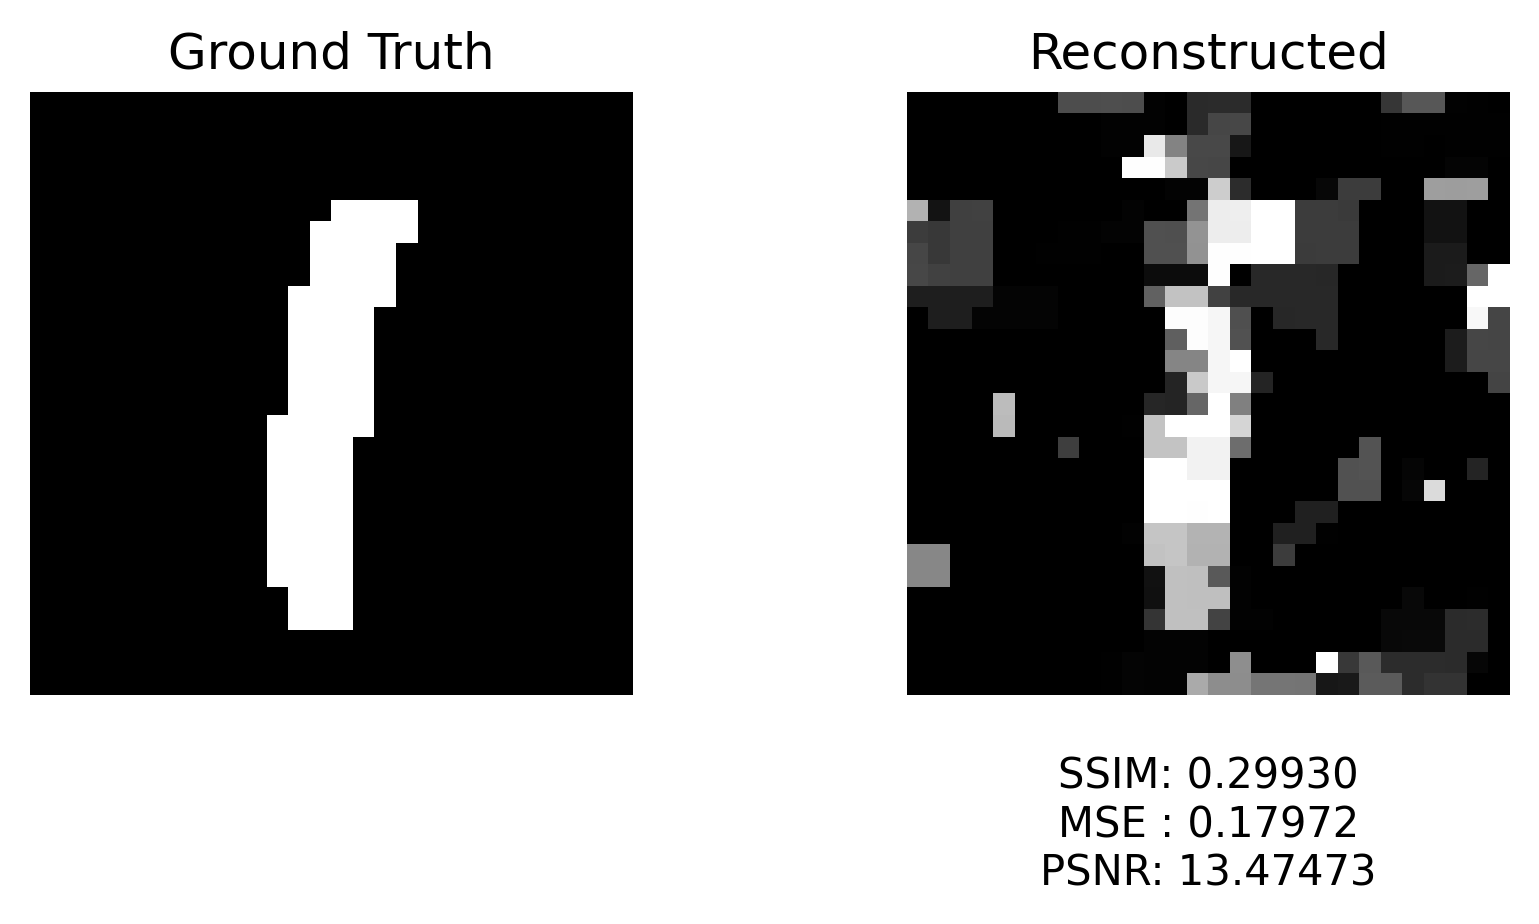 Ground Truth
Reconstructed
SSIM: 0.29930
MSE : 0.17972
PSNR: 13.47473